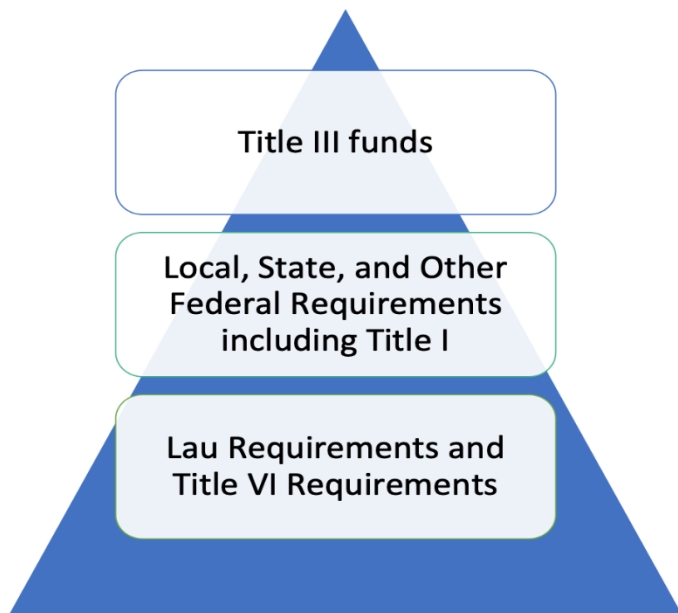 Title III funds
Local, State, and Other
Federal Requirements
including Title I
Lau Requirements and
Title VI Requirements